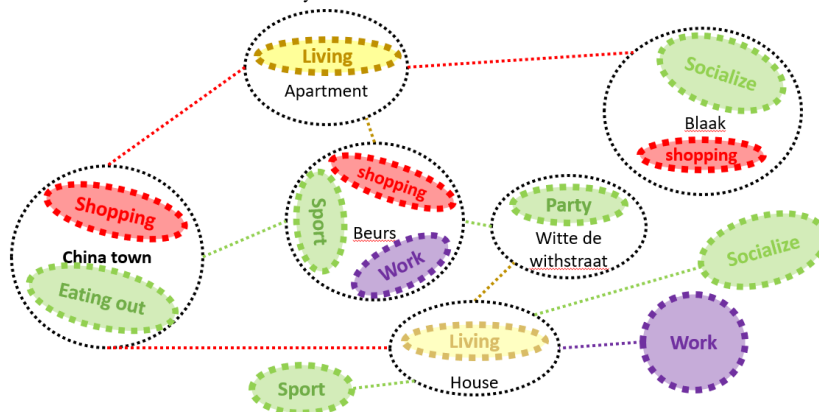 Living
Apartment
Socialize
Blaak
shopping
Shopping
China town
Eating out
shopping
Sport
Beurs
Work
Party
Witte de
withstraat
Socialize
Living
House
Work
Sport